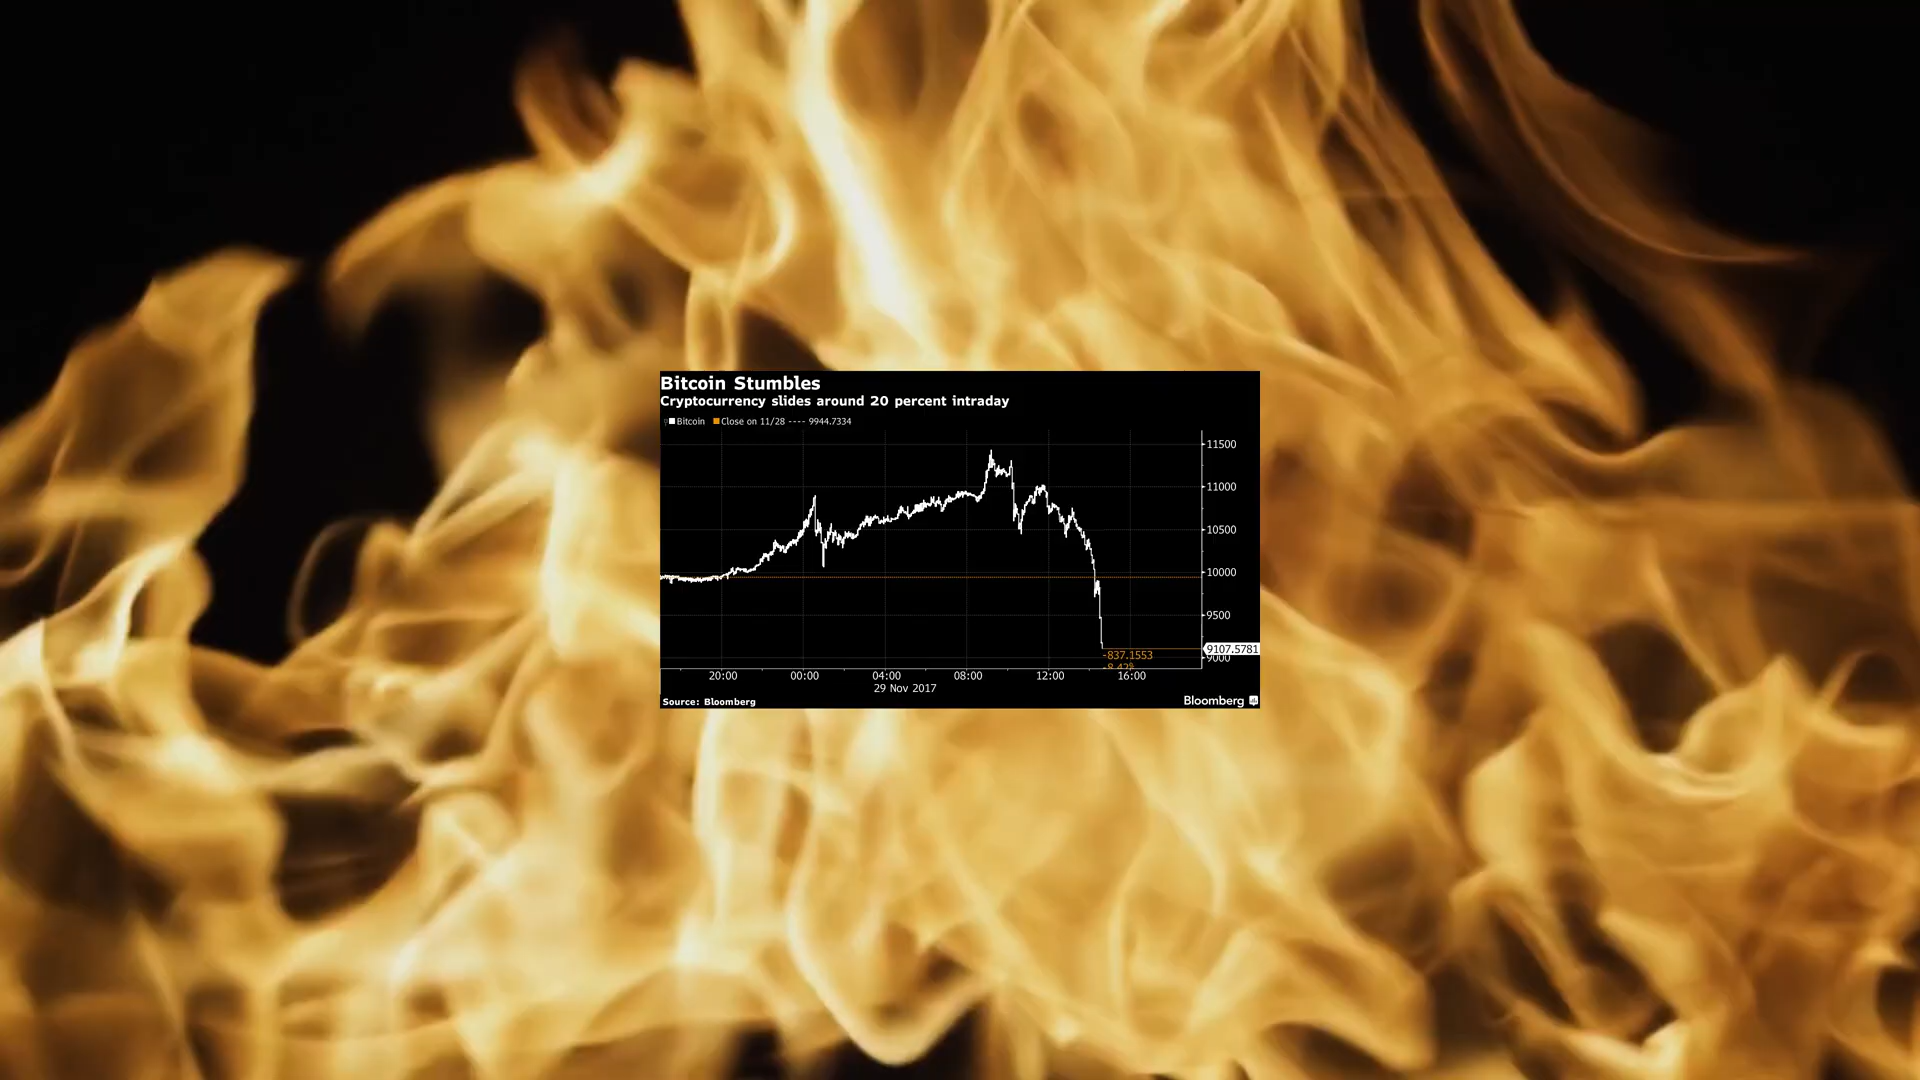 Bitcoin Stumbles
Cryptocurrency slides around 20 percent intraday
Bitcoin Close on 11/28 ---- 9944.7334
11500
11000
10500
10000
9500
9107.5781
9000
-837.1553
-8.42%
20:00 00:00 04:00 08:00 12:00 16:00
29 Nov 2017
Source: Bloomberg
Bloomberg